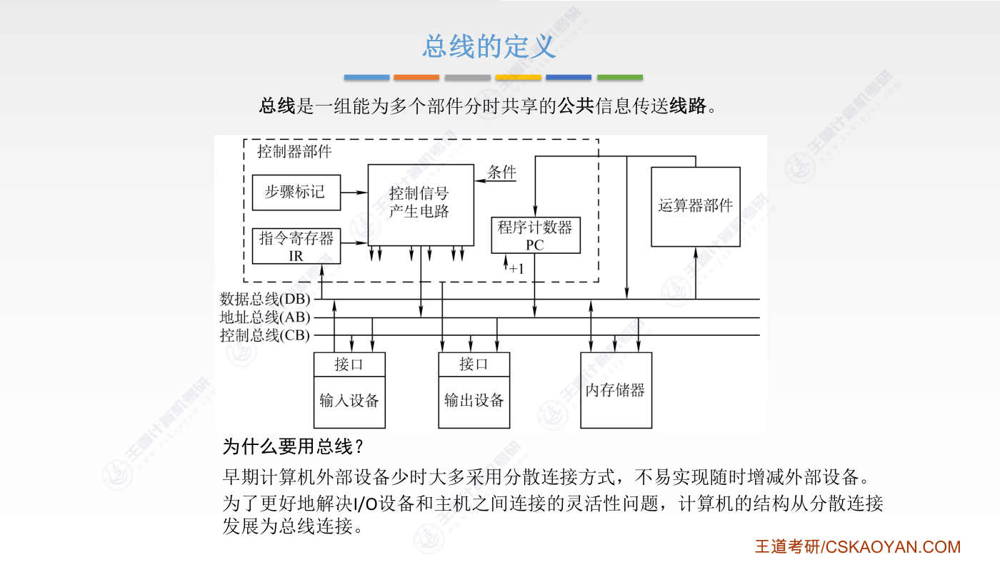 总线的定义
总线是一组能为多个部件分时共享的公共信息传送线路。
控制器部件
条件
步骤标记
控制信号
产生电路
运算器部件
指令寄存器
IR
程序计数器
PC
+1
数据总线(DB)
地址总线(AB)
控制总线(CB)
接口
接口
输入设备
输出设备
内存储器
为什么要用总线？
早期计算机外部设备少时大多采用分散连接方式，不易实现随时增减外部设备。
为了更好地解决I/O设备和主机之间连接的灵活性问题，计算机的结构从分散连接
发展为总线连接。
王道考研/CSKAOYAN.COM
王道计算机考研